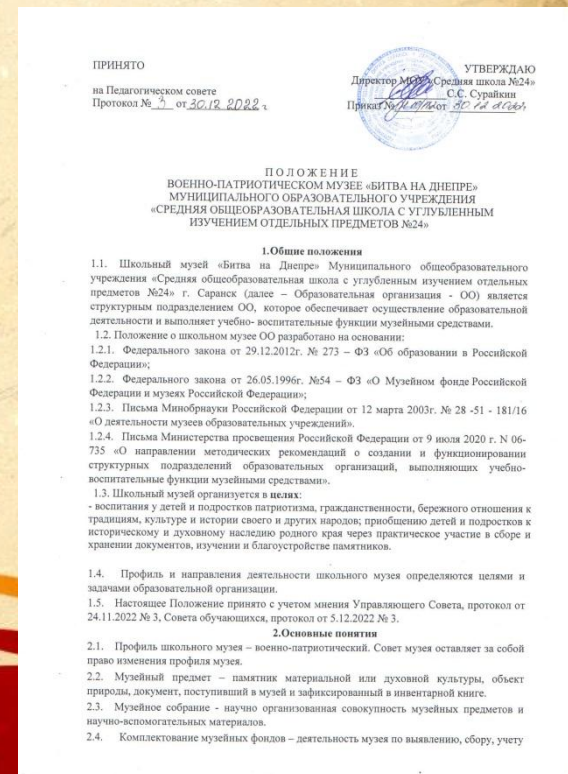 ПРИНЯТО
УТВЕРЖДАЮ
Директор МОУ «Средняя школа №24»
на Педагогическом совете
С.С. Сурайкин
Протокол № 3 от 30.12.2022 г.
Приказ № от 30.12.2022г
ПОЛОЖЕНИЕ
ВОЕННО-ПАТРИОТИЧЕСКОМ МУЗЕЕ «БИТВА НА ДНЕПРЕ»
МУНИЦИПАЛЬНОГО ОБРАЗОВАТЕЛЬНОГО УЧРЕЖДЕНИЯ
«СРЕДНЯЯ ОБЩЕОБРАЗОВАТЕЛЬНАЯ ШКОЛА С УГЛУБЛЕННЫМ
ИЗУЧЕНИЕМ ОТДЕЛЬНЫХ ПРЕДМЕТОВ №24»
1.Общие положения
1.1. Школьный музей «Битва на Днепре» Муниципального общеобразовательного
учреждения «Средняя общеобразовательная школа с углубленным изучением отдельных
предметов №24» г. Саранск (далее – Образовательная организация - ОО) является
структурным подразделением ОО, которое обеспечивает осуществление образовательной
деятельности и выполняет учебно- воспитательные функции музейными средствами.
1.2. Положение о школьном музее ОО разработано на основании:
1.2.1. Федерального закона от 29.12.2012г. № 273 – ФЗ «Об образовании в Российской
Федерации»;
1.2.2. Федерального закона от 26.05.1996г. №54 – ФЗ «О Музейном фонде Российской
Федерации и музеях Российской Федерации»;
1.2.3. Письма Минобрнауки Российской Федерации от 12 марта 2003г. № 28 -51 - 181/16
«О деятельности музеев образовательных учреждений».
1.2.4. Письма Министерства просвещения Российской Федерации от 9 июля 2020 г. N 06-
735 «О направлении методических рекомендаций о создании и функционировании
структурных подразделений образовательных организаций, выполняющих учебно-
воспитательные функции музейными средствами».
1.3. Школьный музей организуется в целях:
- воспитания у детей и подростков патриотизма, гражданственности, бережного отношения к
традициям, культуре и истории своего и других народов; приобщению детей и подростков к
историческому и духовному наследию родного края через практическое участие в сборе и
хранении документов, изучении и благоустройстве памятников.
1.4. Профиль и направления деятельности школьного музея определяются целями и
задачами образовательной организации.
1.5. Настоящее Положение принято с учетом мнения Управляющего Совета, протокол от
24.11.2022 № 3, Совета обучающихся, протокол от 5.12.2022 № 3.
2.Основные понятия
2.1. Профиль школьного музея – военно-патриотический. Совет музея оставляет за собой
право изменения профиля музея.
2.2. Музейный предмет – памятник материальной или духовной культуры, объект
природы, документ, поступивший в музей и зафиксированный в инвентарной книге.
2.3. Музейное собрание - научно организованная совокупность музейных предметов и
научно-вспомогательных материалов.
2.4. Комплектование музейных фондов – деятельность музея по выявлению, сбору, учету